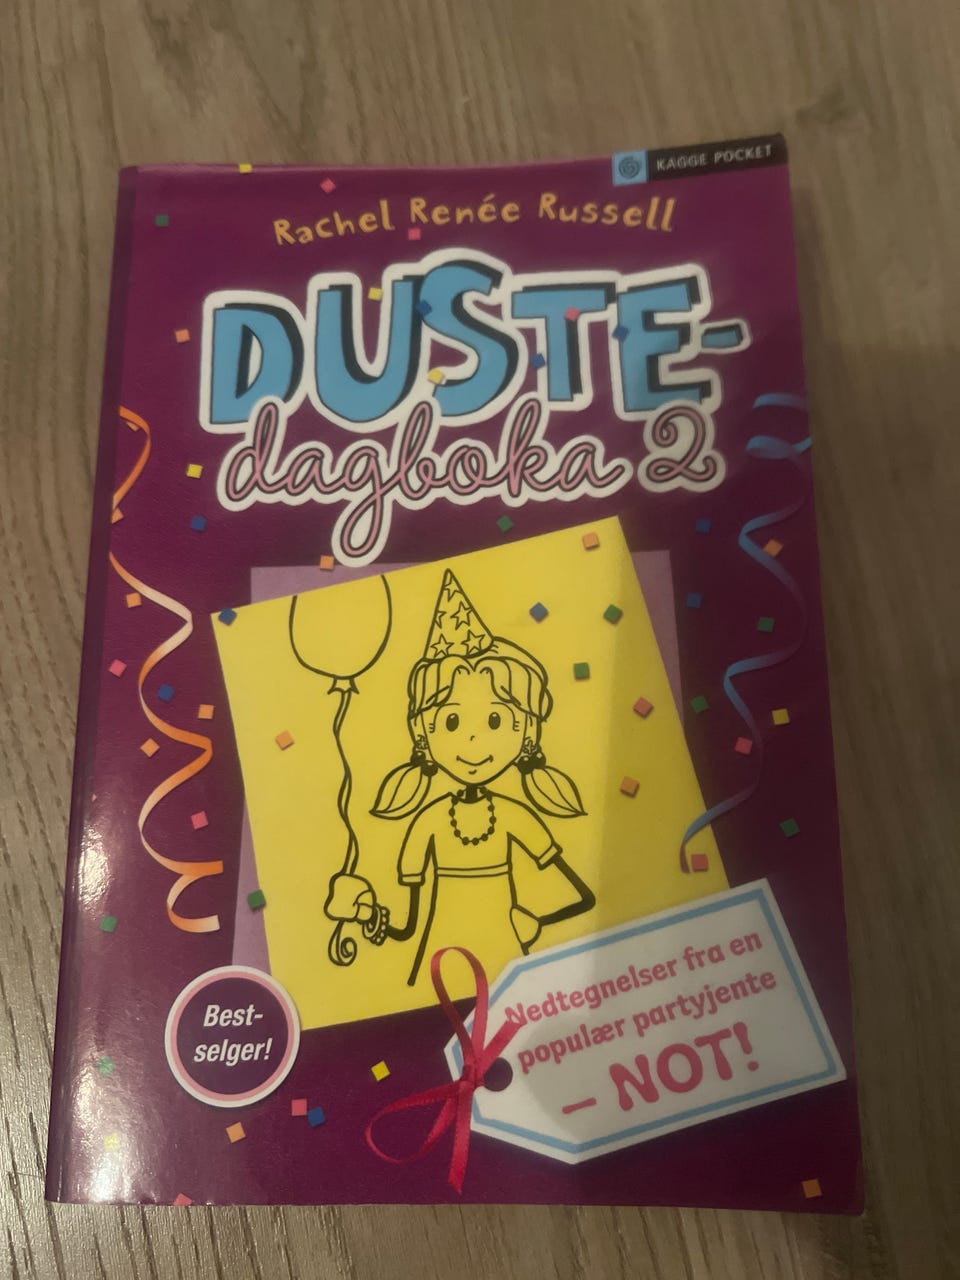 KAGGE POCKET
Rachel Renée Russell
DUSTE-
dagboka 2
Best-
selger!
Nedtegnelser fra en
populær partyjente
– NOT!